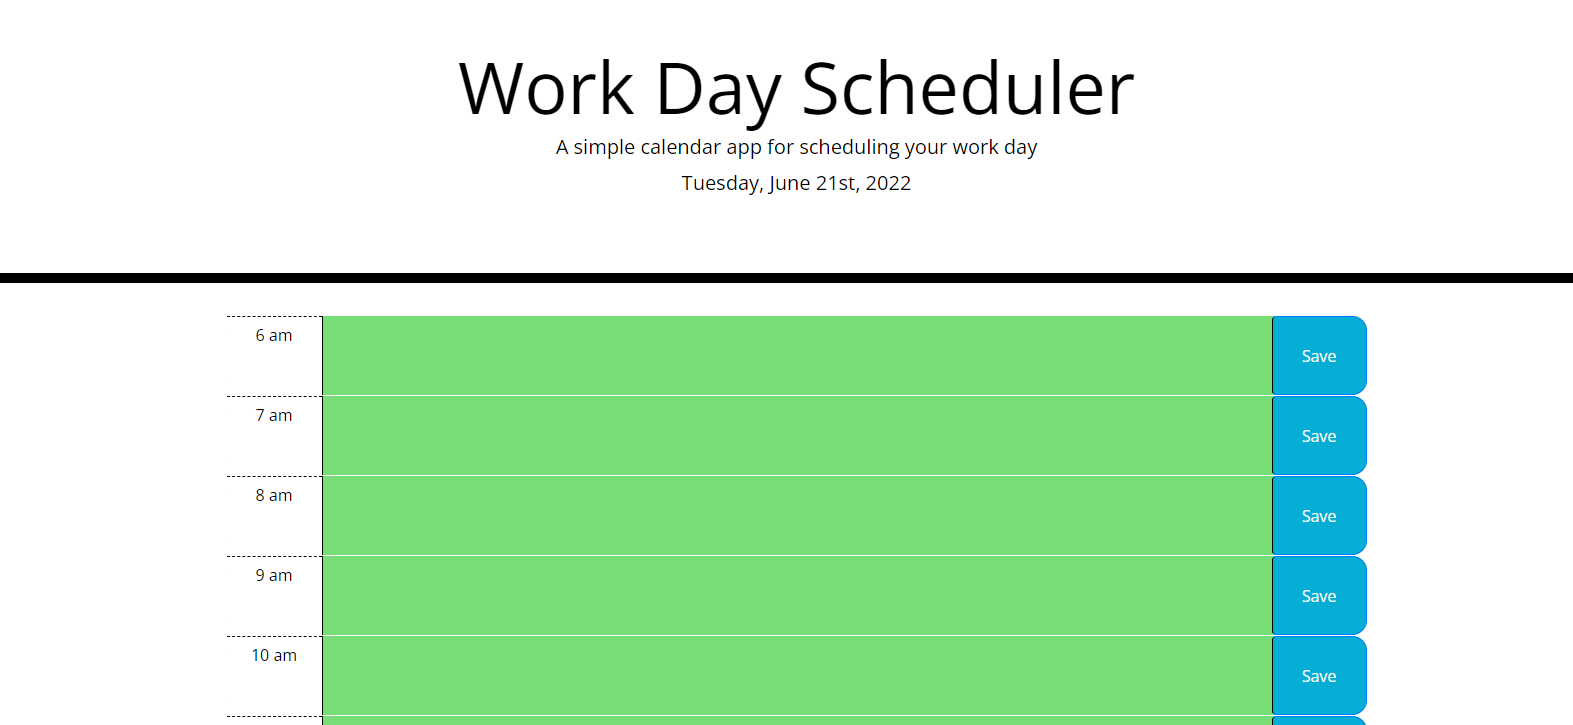 Work Day Scheduler
A simple calendar app for scheduling your work day
Tuesday, June 21st, 2022
6 am
Save
7 am
Save
8 am
Save
9 am
Save
10 am
Save